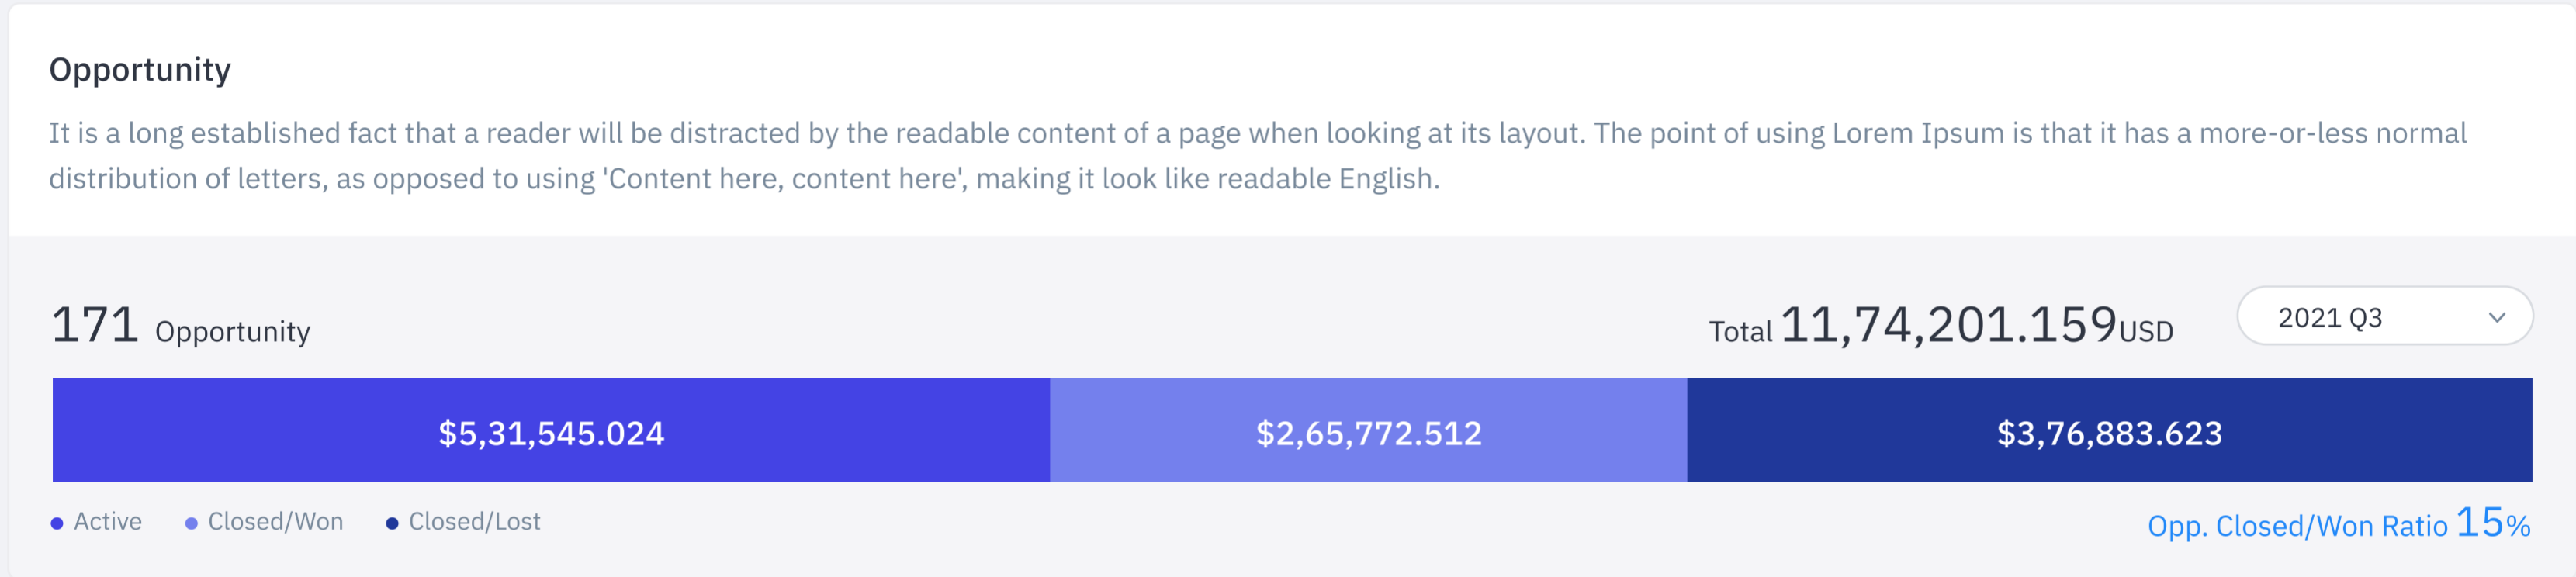 Opportunity
It is a long established fact that a reader will be distracted by the readable content of a page when looking at its layout. The point of using Lorem Ipsum is that it has a more-or-less normal
distribution of letters, as opposed to using 'Content here, content here', making it look like readable English.
171 Opportunity
Total 11,74,201.159USD
2021 Q3
$5,31,545.024
$2,65,772.512
$3,76,883.623
Active
Closed/Won
Closed/Lost
Opp. Closed/Won Ratio 15%